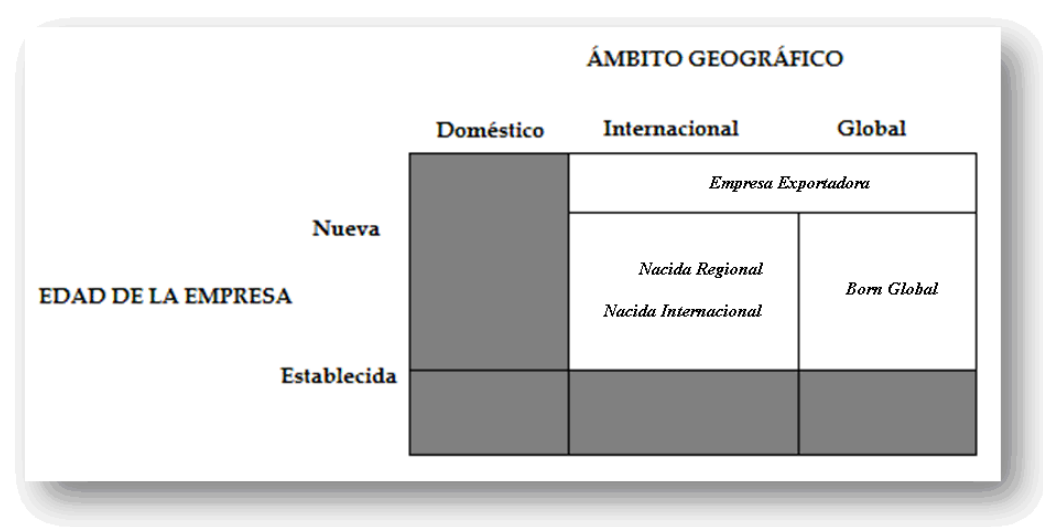 ÁMBITO GEOGRÁFICO
Doméstico Internacional Global
Empresa Exportadora
Nueva
Nacida Regional
EDAD DE LA EMPRESA
Born Global
Nacida Internacional
Establecida